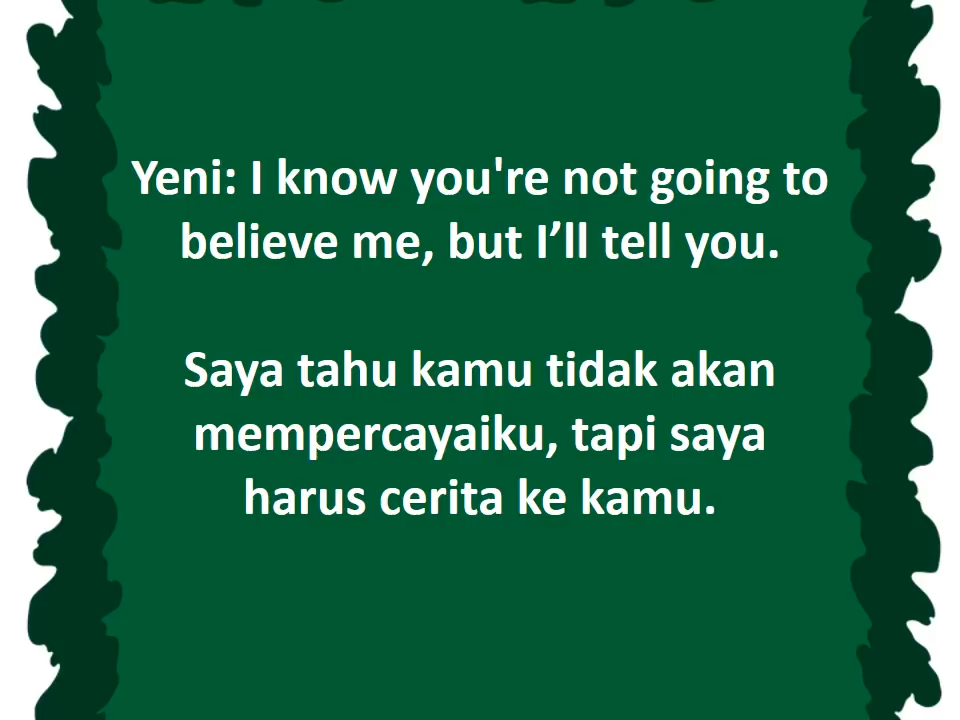 Yeni: I know you're not going to
believe me, but I’ll tell you.
Saya tahu kamu tidak akan
mempercayaiku, tapi saya
harus cerita ke kamu.